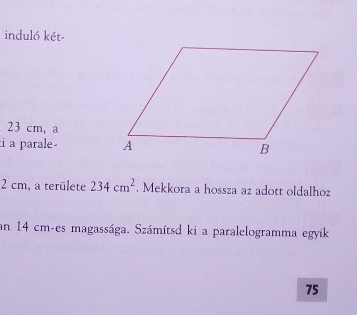 induló két-
23 cm, a
i a parale-
A
B
2 cm, a területe 234 cm². Mekkora a hossza az adott oldalhoz
an 14 cm-es magassága. Számítsd ki a paralelogramma egyik
75